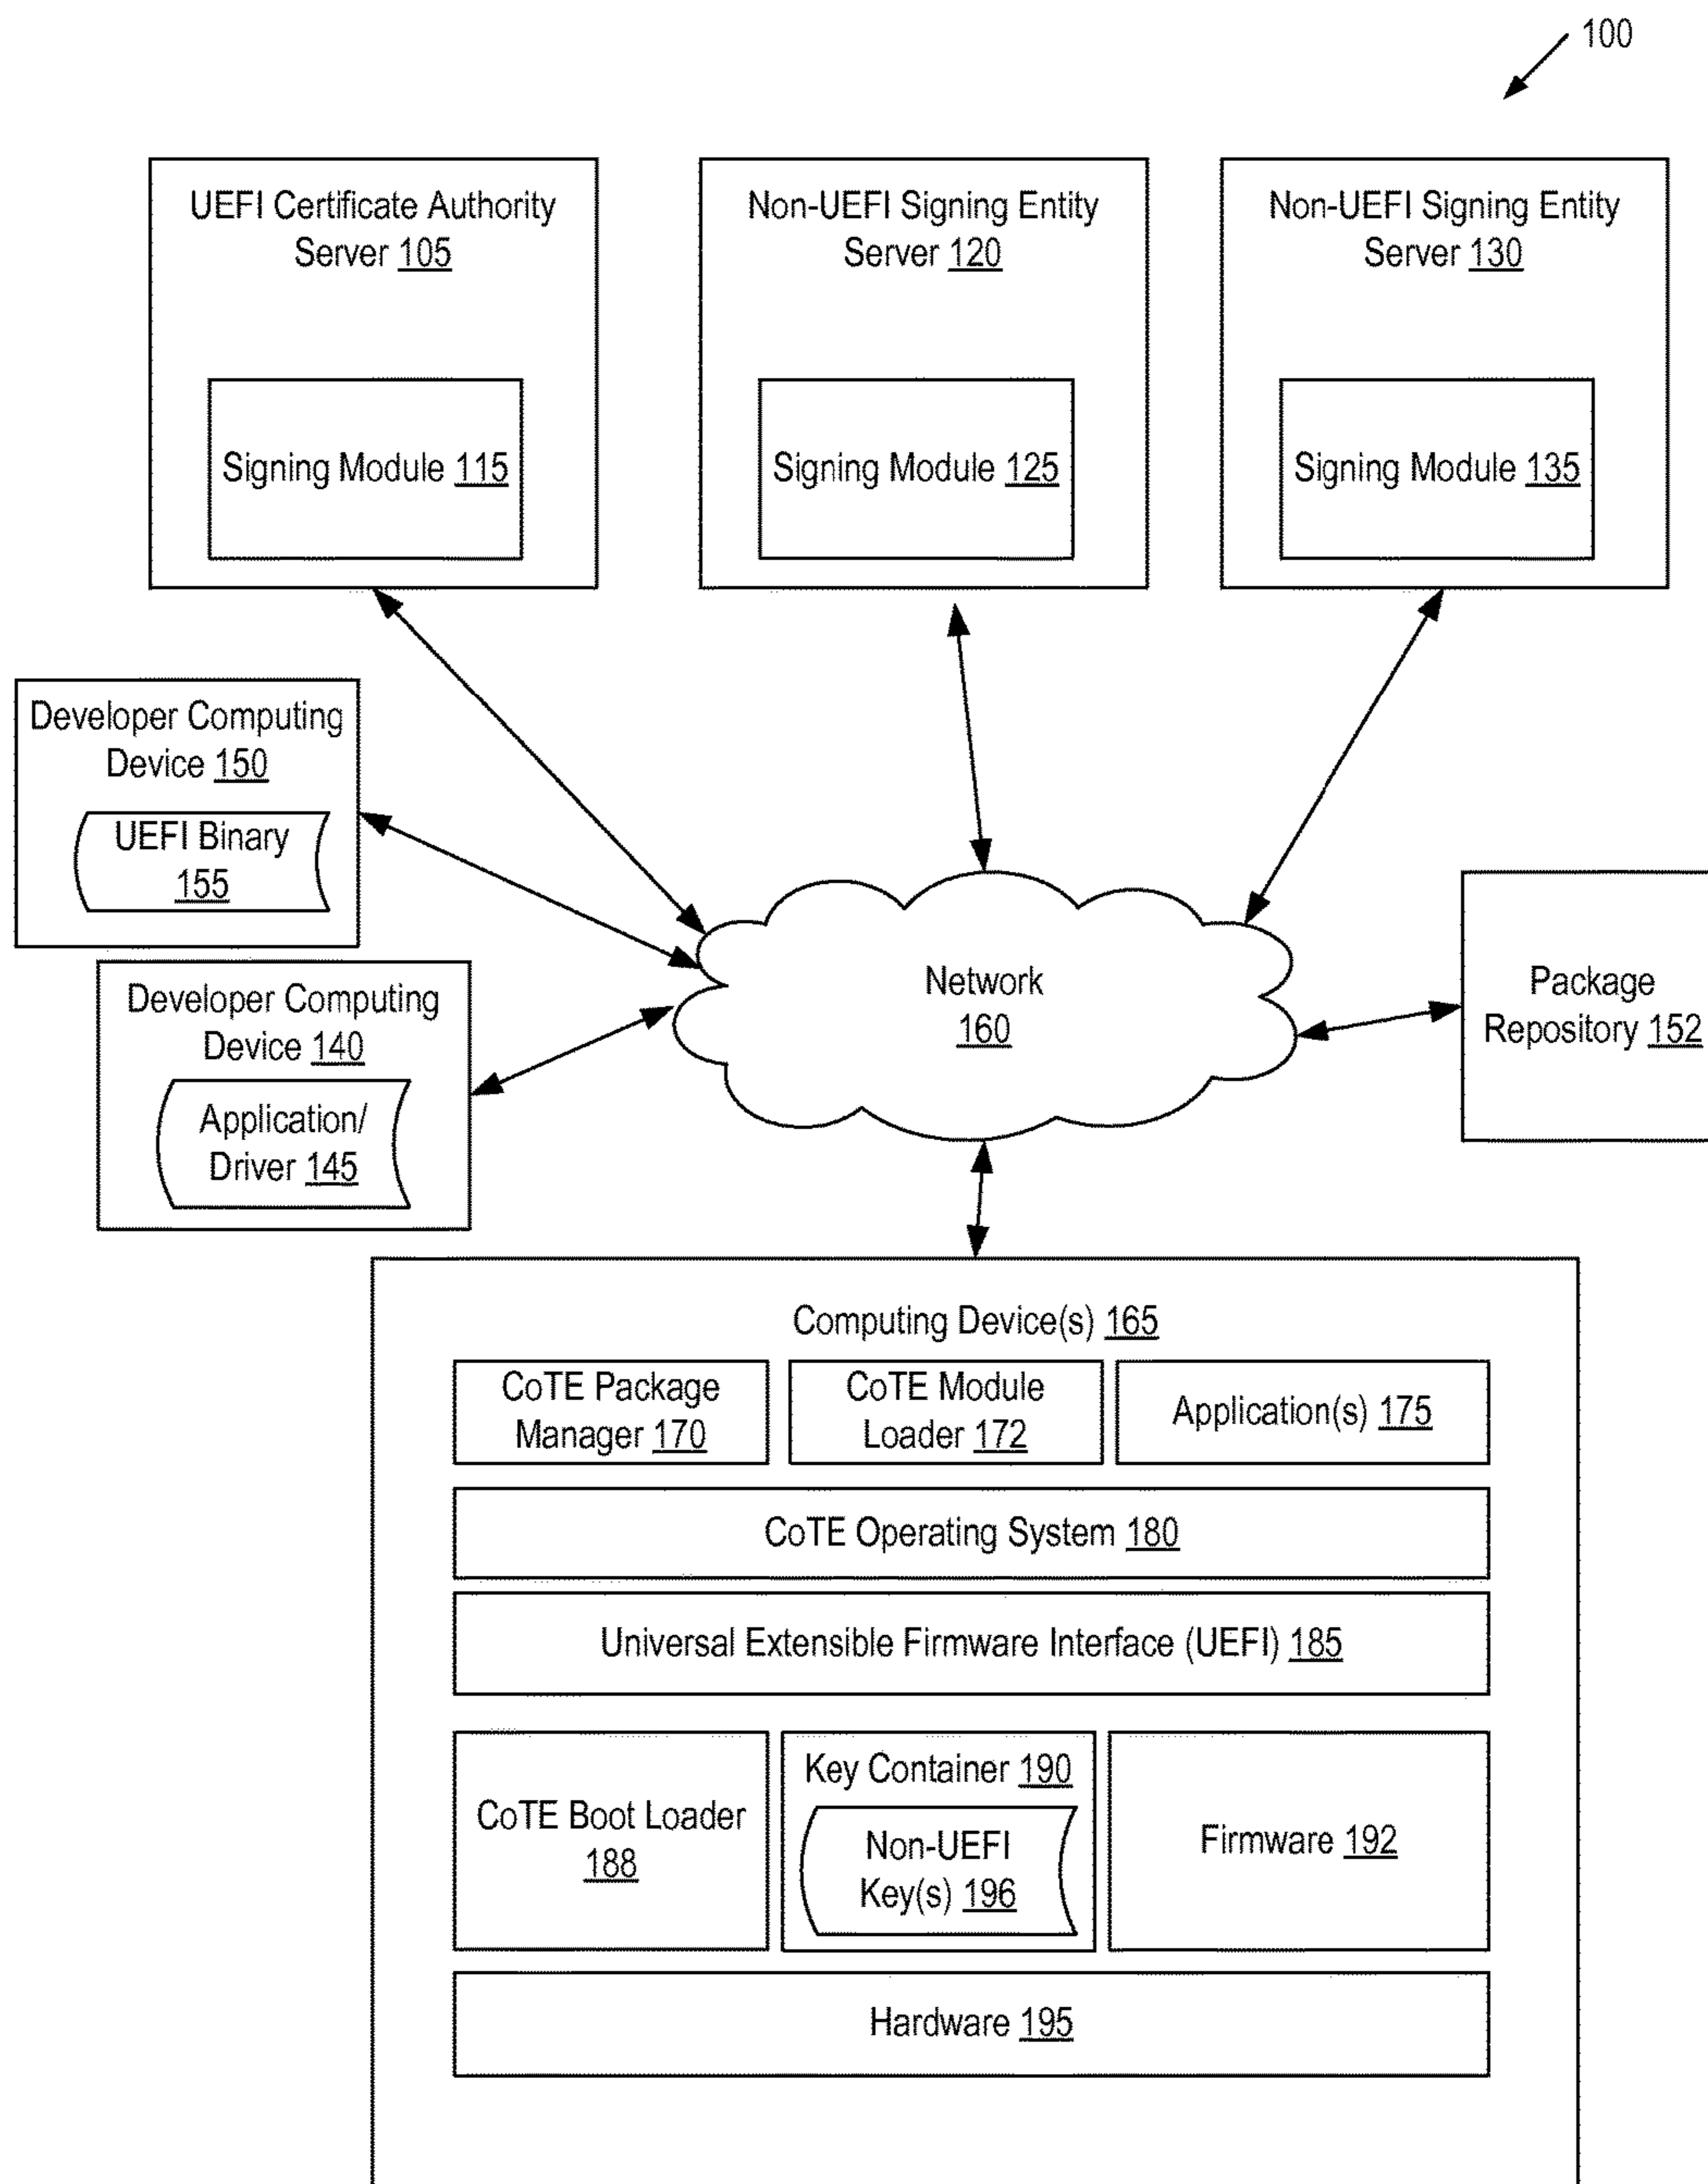 100
UEFI Certificate Authority
Server 105
Signing Module 115
Non-UEFI Signing Entity
Server 120
Signing Module 125
Non-UEFI Signing Entity
Server 130
Signing Module 135
Developer Computing
Device 150
UEFI Binary
155
Developer Computing
Device 140
Application/
Driver 145
Network
160
Package
Repository 152
Computing Device(s) 165
CoTE Package
Manager 170
CoTE Module
Loader 172
Application(s) 175
CoTE Operating System 180
Universal Extensible Firmware Interface (UEFI) 185
CoTE Boot Loader
188
Key Container 190
Non-UEFI
Key(s) 196
Firmware 192
Hardware 195